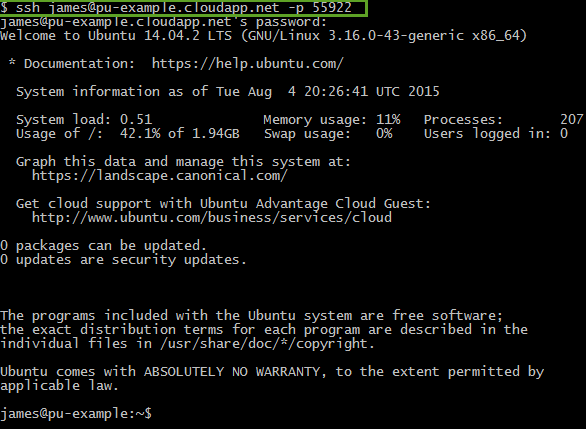 $ ssh james@pu-example.cloudapp.net -p 55922
james@pu-example.cloudapp.net's password:
Welcome to Ubuntu 14.04.2 LTS (GNU/Linux 3.16.0-43-generic x86_64)
* Documentation: https://help.ubuntu.com/
System information as of Tue Aug 4 20:26:41 UTC 2015
System load: 0.51 Memory usage: 11% Processes: 207
Usage of /: 42.1% of 1.94GB Swap usage: 0% Users logged in: 0
Graph this data and manage this system at:
https://landscape.canonical.com/
Get cloud support with Ubuntu Advantage Cloud Guest:
http://www.ubuntu.com/business/services/cloud
0 packages can be updated.
0 updates are security updates.
The programs included with the Ubuntu system are free software;
the exact distribution terms for each program are described in the
individual files in /usr/share/doc/*/copyright.
Ubuntu comes with ABSOLUTELY NO WARRANTY, to the extent permitted by
applicable law.
james@pu-example:~$